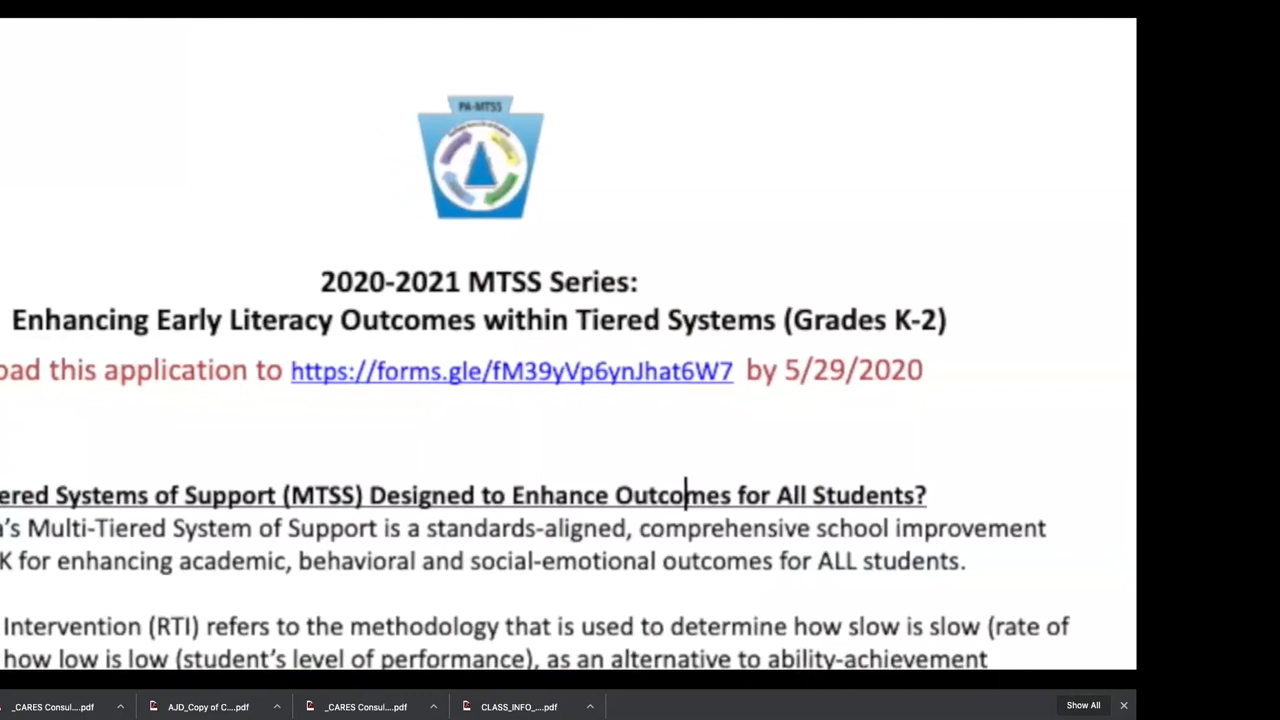 PA-MTSS
2020-2021 MTSS Series:
Enhancing Early Literacy Outcomes within Tiered Systems (Grades K-2)
oad this application to https://forms.gle/fM39yVp6ynJhat6W7 by 5/29/2020
ered Systems of Support (MTSS) Designed to Enhance Outcomes for All Students?
a's Multi-Tiered System of Support is a standards-aligned, comprehensive school improvement
K for enhancing academic, behavioral and social-emotional outcomes for ALL students.
Intervention (RTI) refers to the methodology that is used to determine how slow is slow (rate of
how low is low (student's level of performance), as an alternative to ability-achievement
_CARES Consul....pdf
AJD_Copy of C....pdf
_CARES Consul....pdf
CLASS_INFO_....pdf
Show All